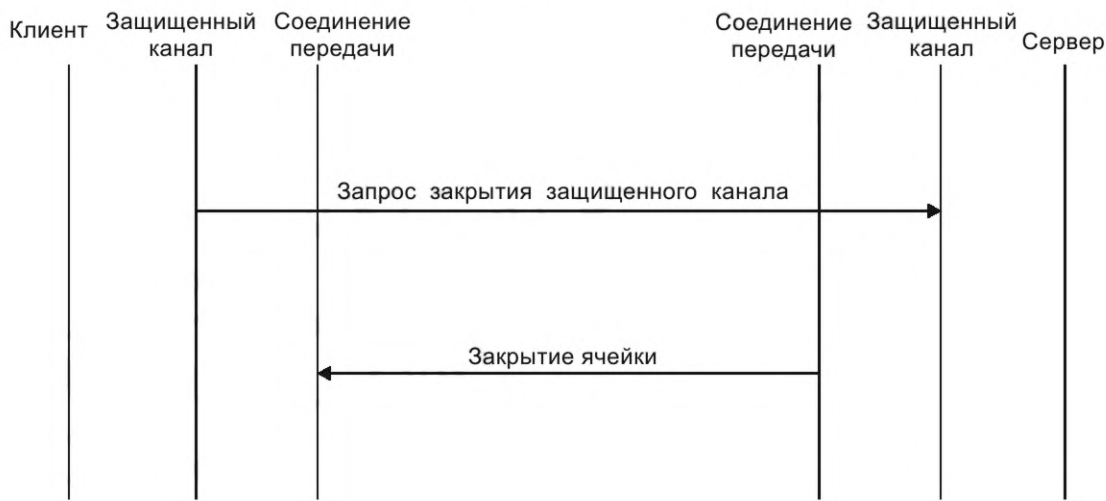 Клиент
Защищенный
канал
Соединение
передачи
Соединение
передачи
Защищенный
канал
Сервер
Запрос закрытия защищенного канала
Закрытие ячейки